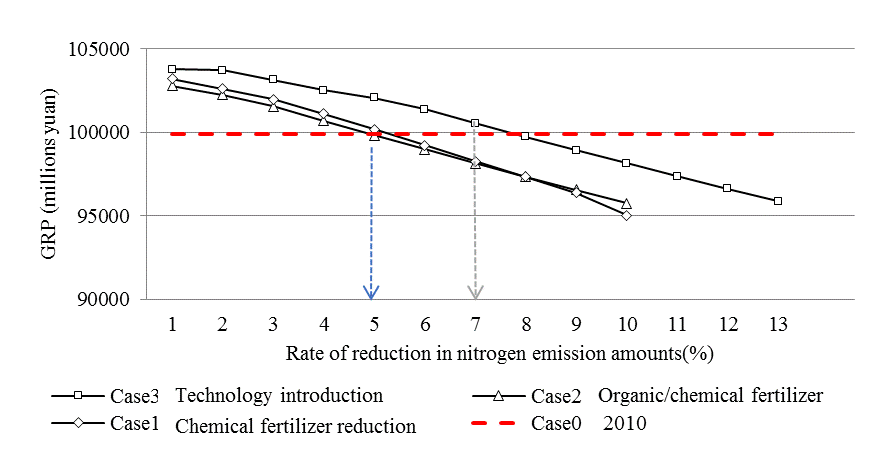 105000
100000
95000
90000
GRP (millions yuan)
1 2 3 4 5 6 7 8 9 10 11 12 13
Rate of reduction in nitrogen emission amounts(%)
Case3 Technology introduction
Case2 Organic/chemical fertilizer
Case1 Chemical fertilizer reduction
Case0 2010